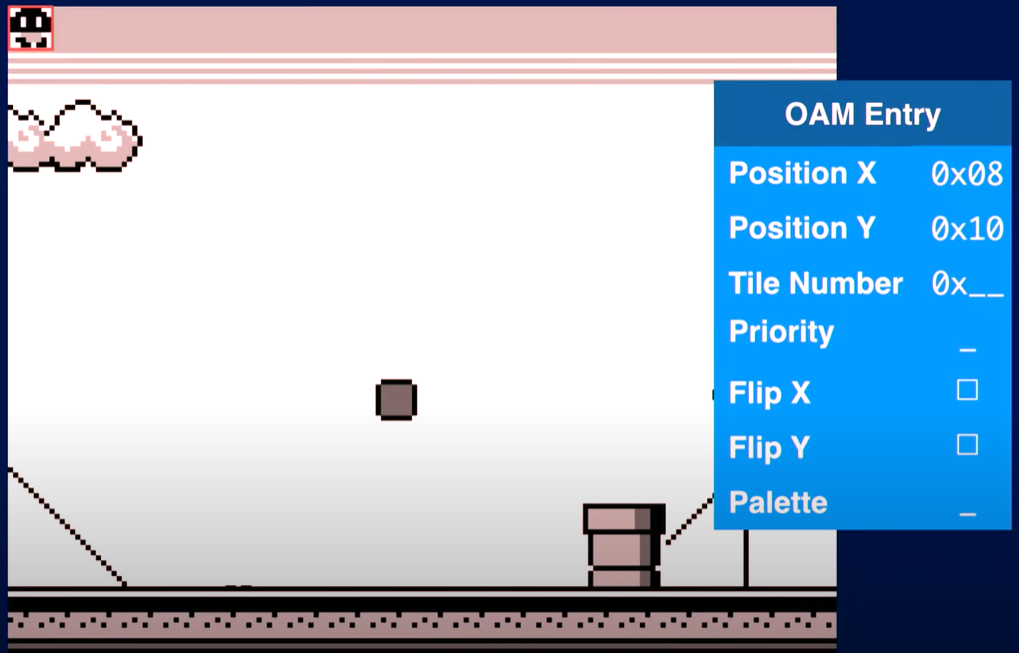 OAM Entry
Position X 0x08
Position Y 0x10
Tile Number 0x__
Priority _
Flip X ☐
Flip Y ☐
Palette _